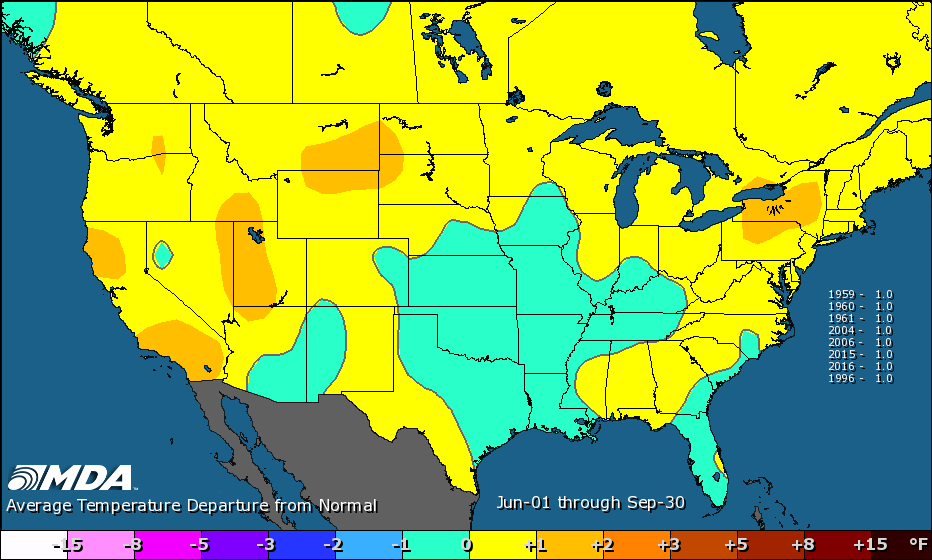 1959 - 1.0
1960 - 1.0
1961 - 1.0
2004 - 1.0
2006 - 1.0
2015 - 1.0
2016 - 1.0
1996 - 1.0
MDA
Average Temperature Departure from Normal
Jun-01 through Sep-30
-15 -8 -5 -3 -2 -1 0 +1 +2 +3 +5 +8 +15 °F